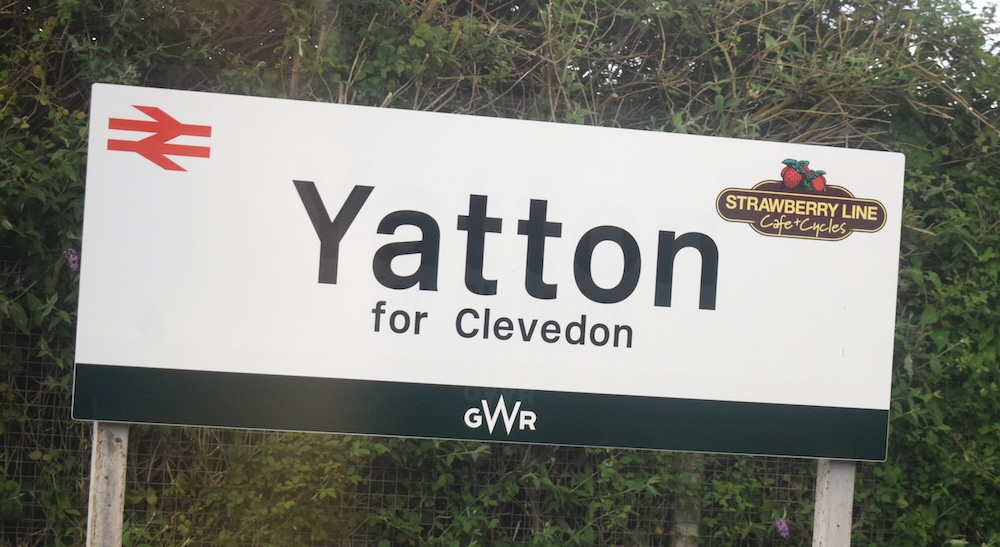 Yatton
for Clevedon
STRAWBERRY LINE
Cafe+Cycles
GWR